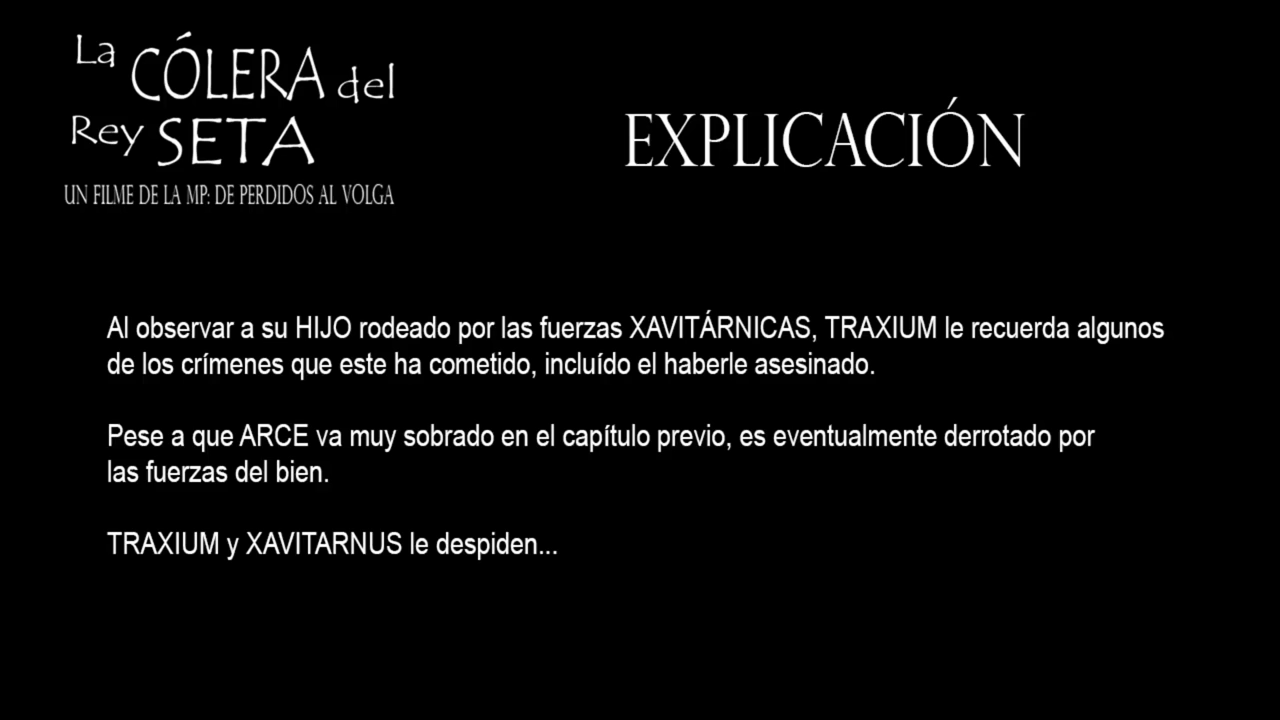 La CÓLERA del
Rey SETA
UN FILME DE LA MP: DE PERDIDOS AL VOLGA
EXPLICACIÓN
Al observar a su HIJO rodeado por las fuerzas XAVITÁRNICAS, TRAXIUM le recuerda algunos
de los crímenes que este ha cometido, incluído el haberle asesinado.
Pese a que ARCE va muy sobrado en el capítulo previo, es eventualmente derrotado por
las fuerzas del bien.
TRAXIUM y XAVITARNUS le despiden...